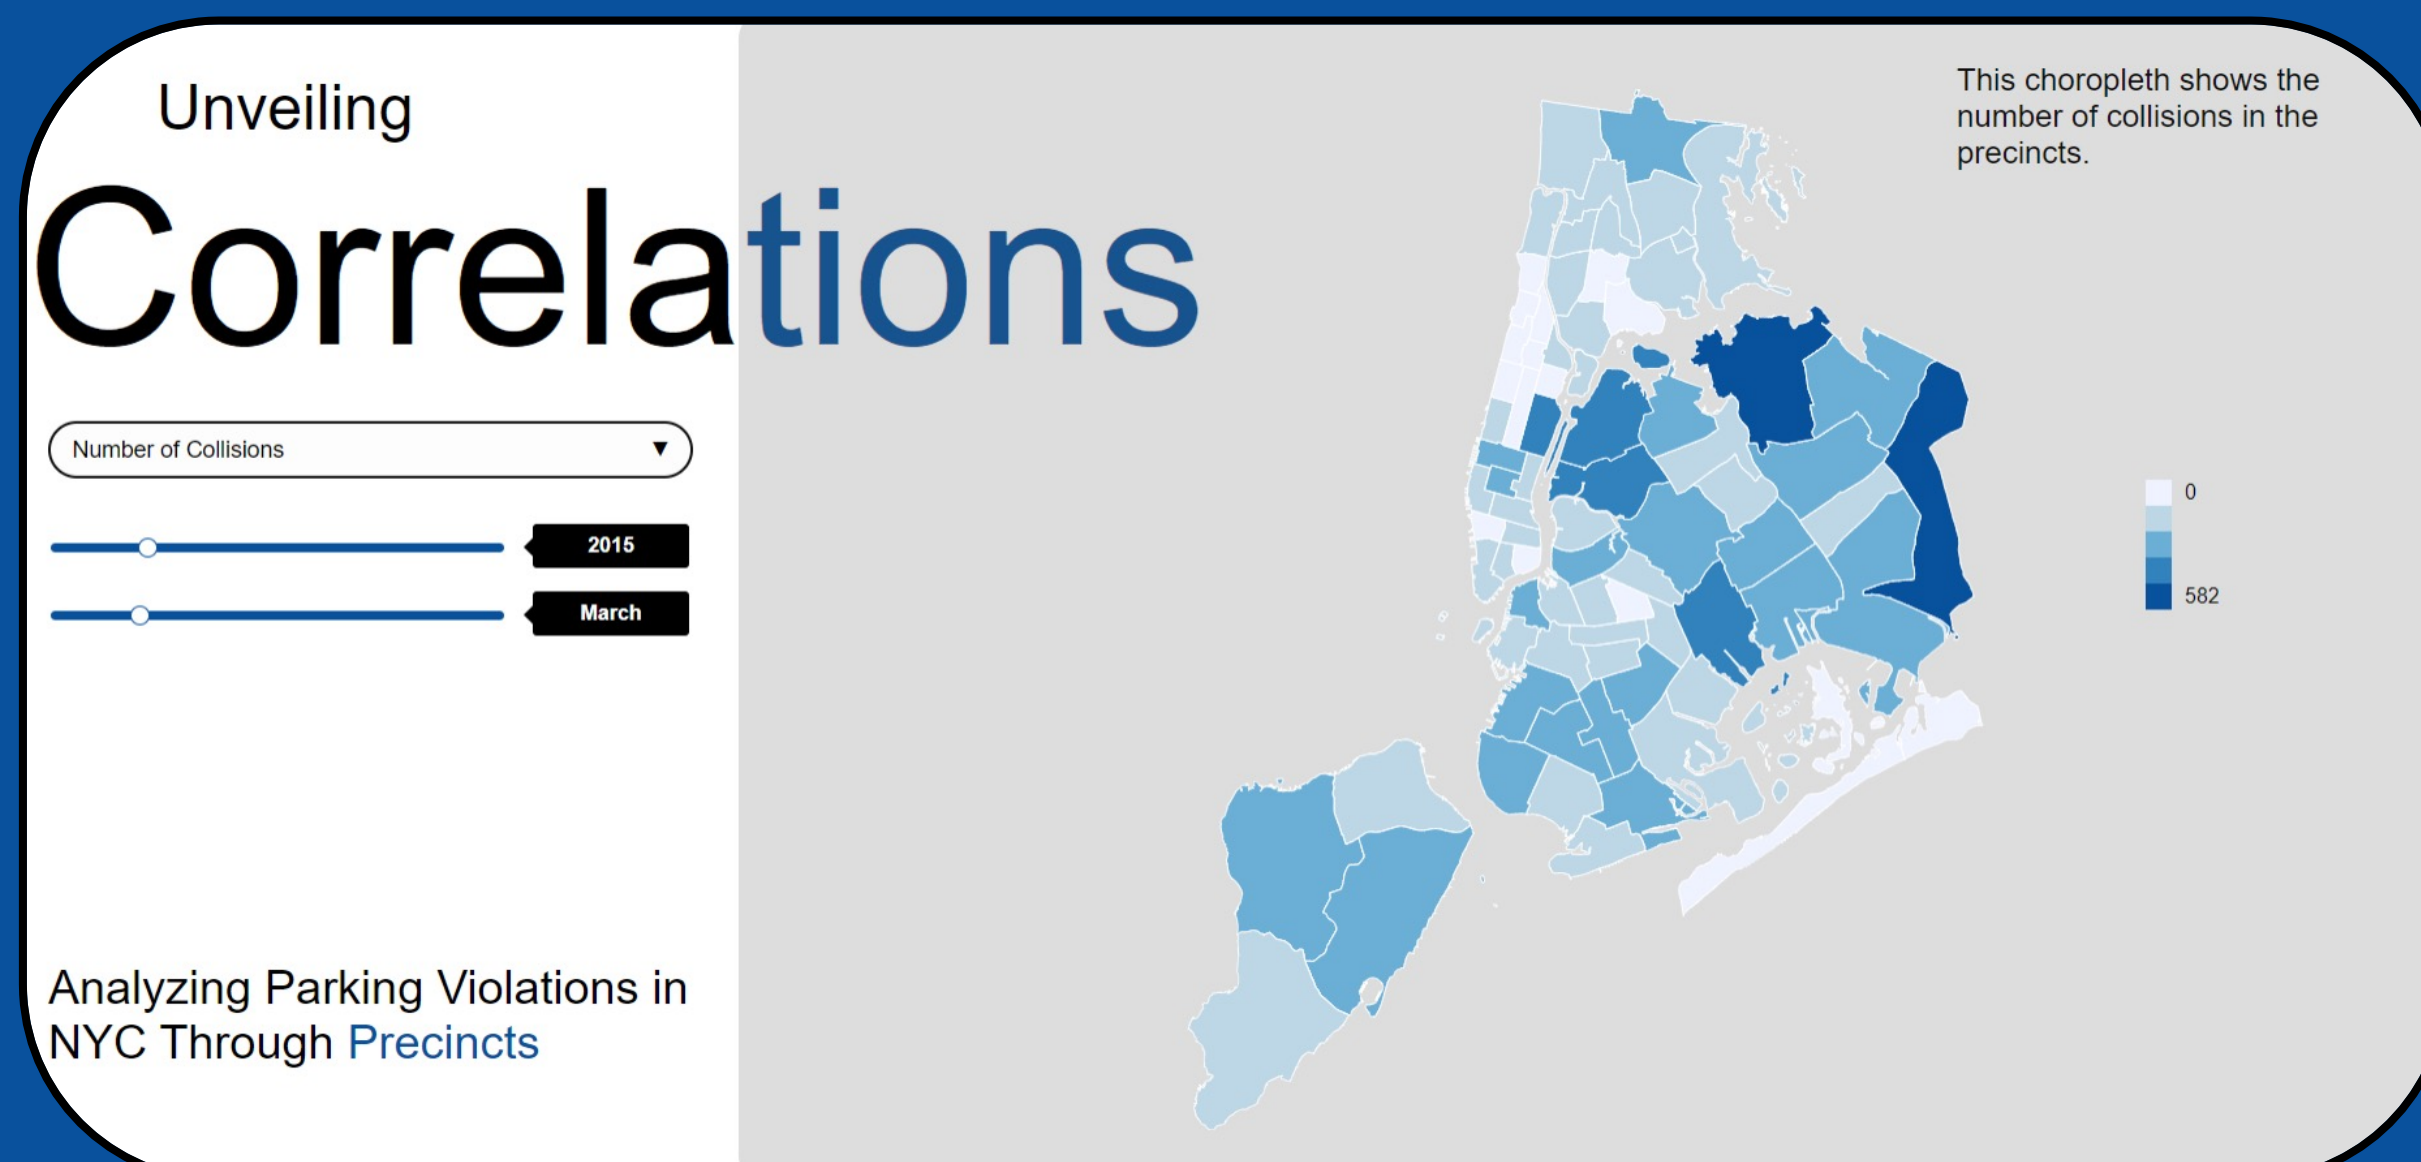 Unveiling
Correlations
Number of Collisions
2015
March
Analyzing Parking Violations in
NYC Through Precincts
This choropleth shows the
number of collisions in the
precincts.
0
582